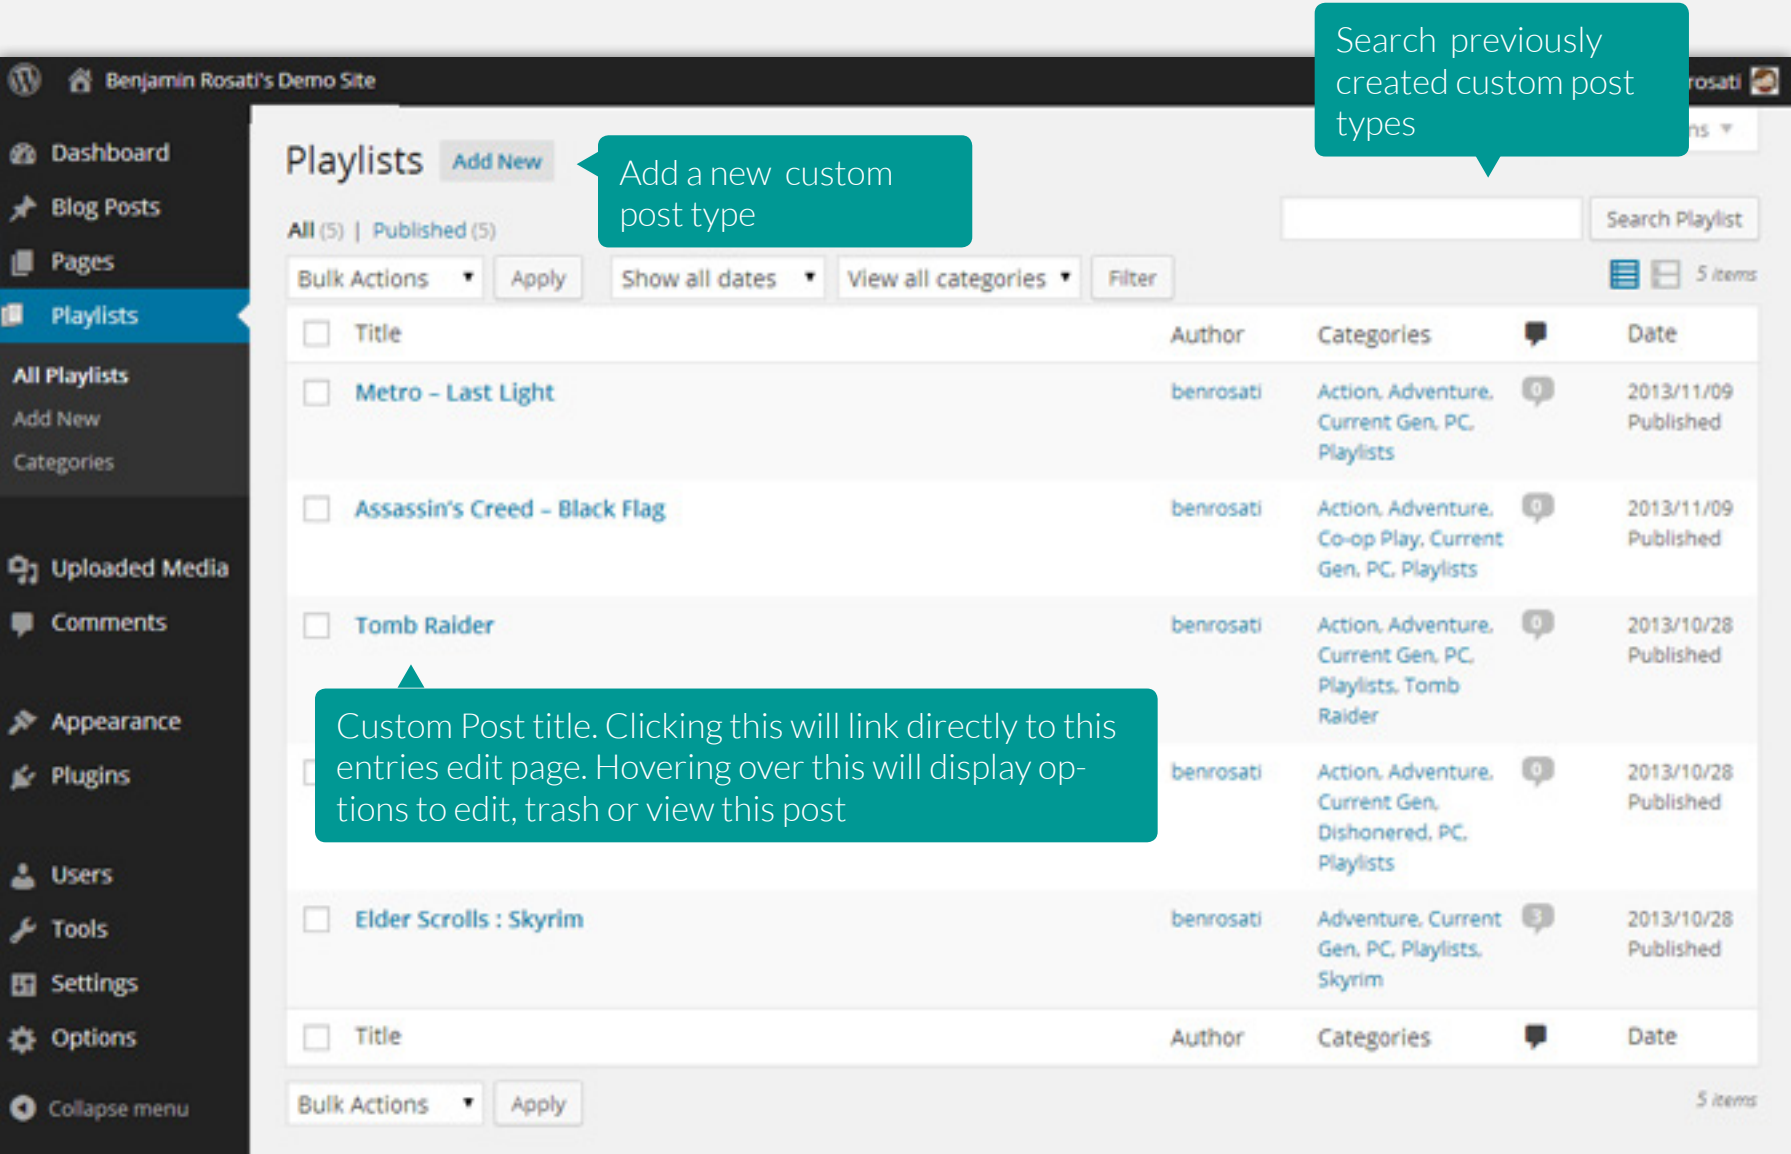 Search previously
created custom post
types
Benjamin Rosati's Demo Site
rosati
Dashboard
Blog Posts
Pages
Playlists
All Playlists
Add New
Categories
Uploaded Media
Comments
Appearance
Plugins
Users
Tools
Settings
Options
Collapse menu
Playlists Add New
Add a new custom
post type
All (5) | Published (5)
Search Playlist
Bulk Actions Apply Show all dates View all categories Filter 5 items
Title Author Categories Date
Metro – Last Light benrosati Action, Adventure, 0 2013/11/09
Current Gen, PC, Published
Playlists
Assassin's Creed – Black Flag benrosati Action, Adventure, 0 2013/11/09
Co-op Play, Current Published
Gen, PC, Playlists
Tomb Raider benrosati Action, Adventure, 0 2013/10/28
Current Gen, PC, Published
Playlists, Tomb
Raider
Custom Post title. Clicking this will link directly to this
entries edit page. Hovering over this will display op-
tions to edit, trash or view this post
benrosati Action, Adventure, 0 2013/10/28
Current Gen, Published
Dishonered, PC,
Playlists
Elder Scrolls : Skyrim benrosati Adventure, Current 3 2013/10/28
Gen, PC, Playlists, Published
Skyrim
Title Author Categories Date
Bulk Actions Apply 5 items